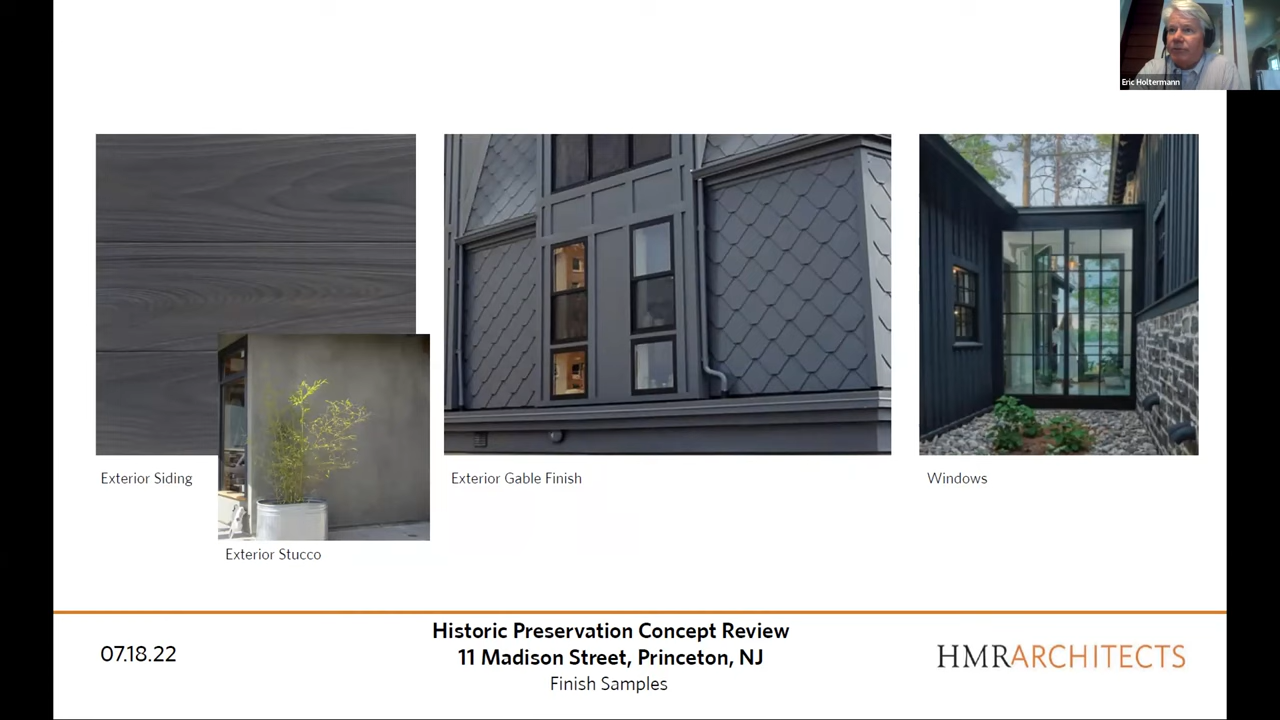 Eric Holtermann
Exterior Siding
Exterior Stucco
Exterior Gable Finish
Windows
07.18.22
Historic Preservation Concept Review
11 Madison Street, Princeton, NJ
Finish Samples
HMRARCHITECTS